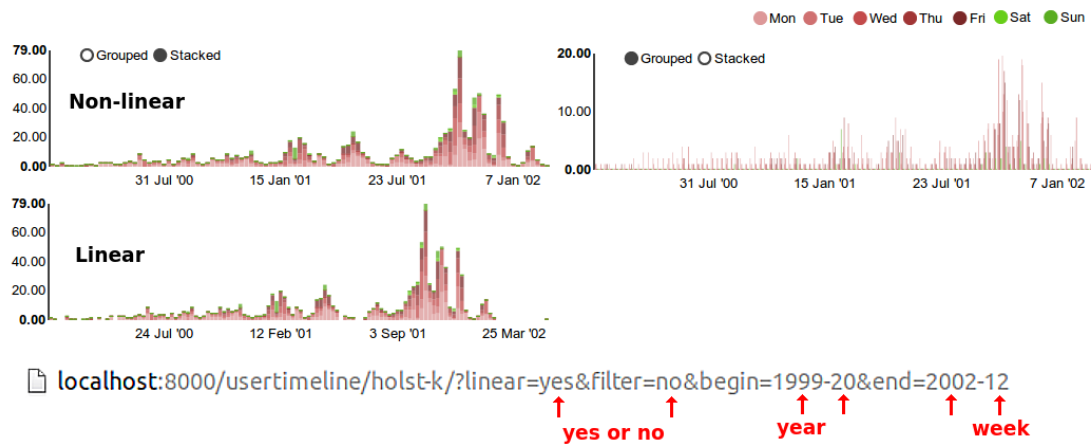 Mon Tue Wed Thu Fri Sat Sun
79.00 Grouped Stacked
60.00
Non-linear
40.00
20.00
0.00
31 Jul '00 15 Jan '01 23 Jul '01 7 Jan '02
20.00
Grouped Stacked
10.00
0.00
31 Jul '00 15 Jan '01 23 Jul '01 7 Jan '02
79.00
60.00
Linear
40.00
20.00
0.00
24 Jul '00 12 Feb '01 3 Sep '01 25 Mar '02
localhost:8000/usertimeline/holst-k/?linear=yes&filter=no&begin=1999-20&end=2002-12
yes or no year week